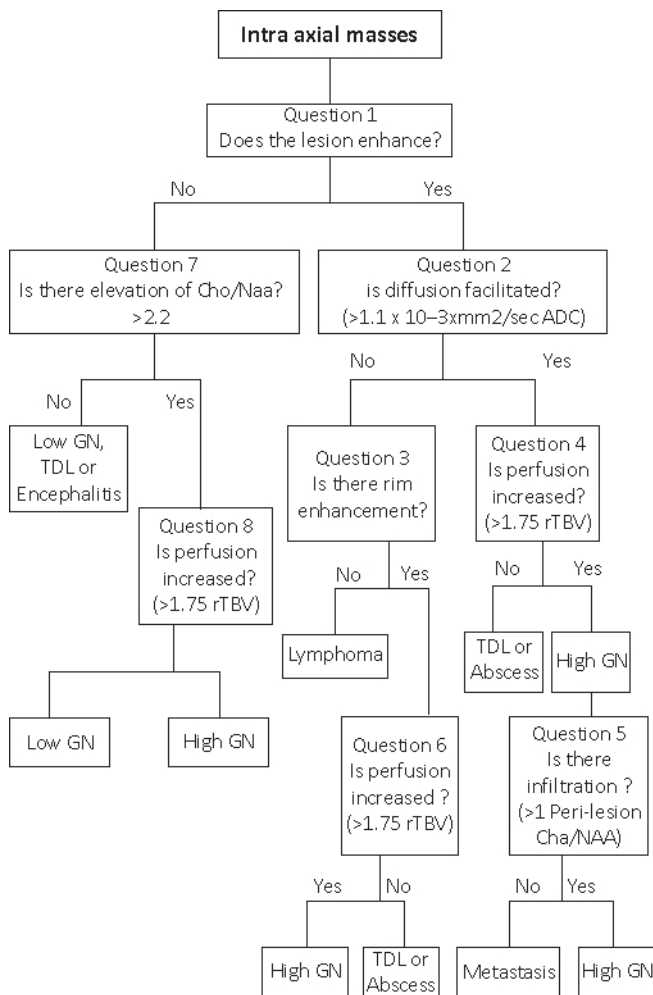 Intra axial masses
Question 1
Does the lesion enhance?
No
Yes
Question 7
Is there elevation of Cho/Naa?
>2.2
Question 2
is diffusion facilitated?
(>1.1 x 10–3xmm2/sec ADC)
No
Yes
No
Yes
Low GN,
TDL or
Encephalitis
Question 3
Is there rim
enhancement?
Question 4
Is perfusion
increased?
(>1.75 rTBV)
Question 8
Is perfusion
increased?
(>1.75 rTBV)
No
Yes
No
Yes
Lymphoma
TDL or
Abscess
High GN
Low GN
High GN
Question 6
Is perfusion
increased ?
(>1.75 rTBV)
Question 5
Is there
infiltration ?
(>1 Peri-lesion
Cha/NAA)
Yes
No
No
Yes
High GN
TDL or
Abscess
Metastasis
High GN